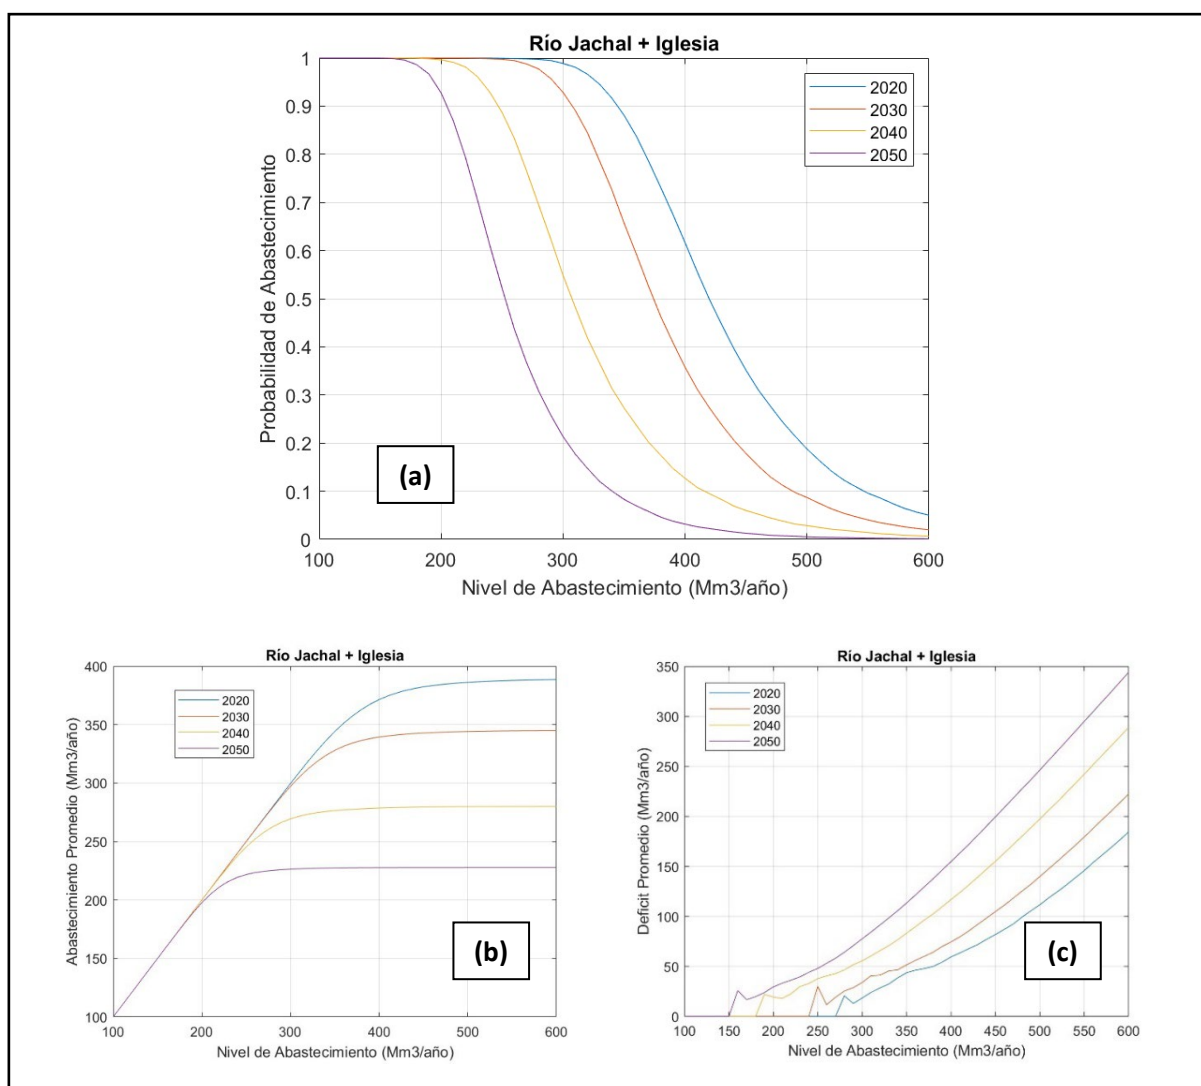 Río Jachal + Iglesia
1
0.9
0.8
0.7
0.6
0.5
0.4
0.3
0.2
0.1
0
Probabilidad de Abastecimiento
2020
2030
2040
2050
(a)
100 200 300 400 500 600
Nivel de Abastecimiento (Mm3/año)
Río Jachal + Iglesia
400
350
300
250
200
150
100
Abastecimiento Promedio (Mm3/año)
2020
2030
2040
2050
(b)
100 200 300 400 500 600
Nivel de Abastecimiento (Mm3/año)
Río Jachal + Iglesia
350
300
250
200
150
100
50
0
Deficit Promedio (Mm3/año)
2020
2030
2040
2050
(c)
100 150 200 250 300 350 400 450 500 550 600
Nivel de Abastecimiento (Mm3/año)